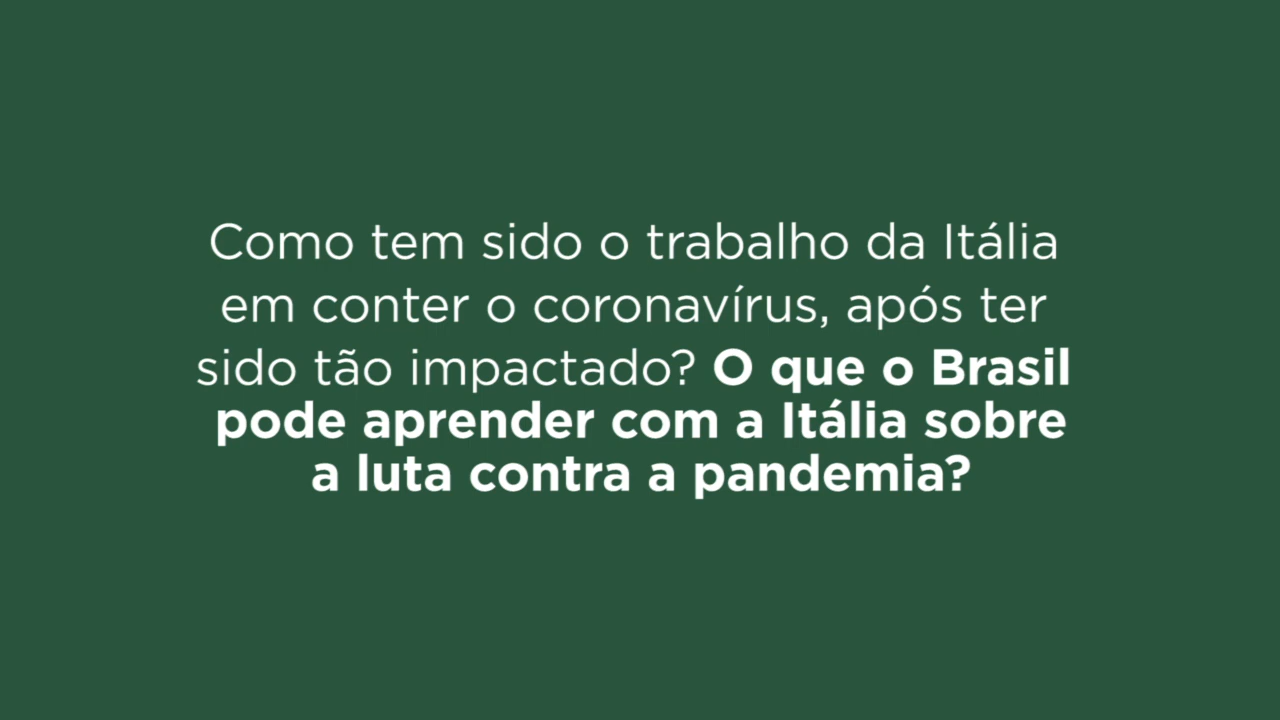 Como tem sido o trabalho da Itália
em conter o coronavírus, após ter
sido tão impactado? O que o Brasil
pode aprender com a Itália sobre
a luta contra a pandemia?